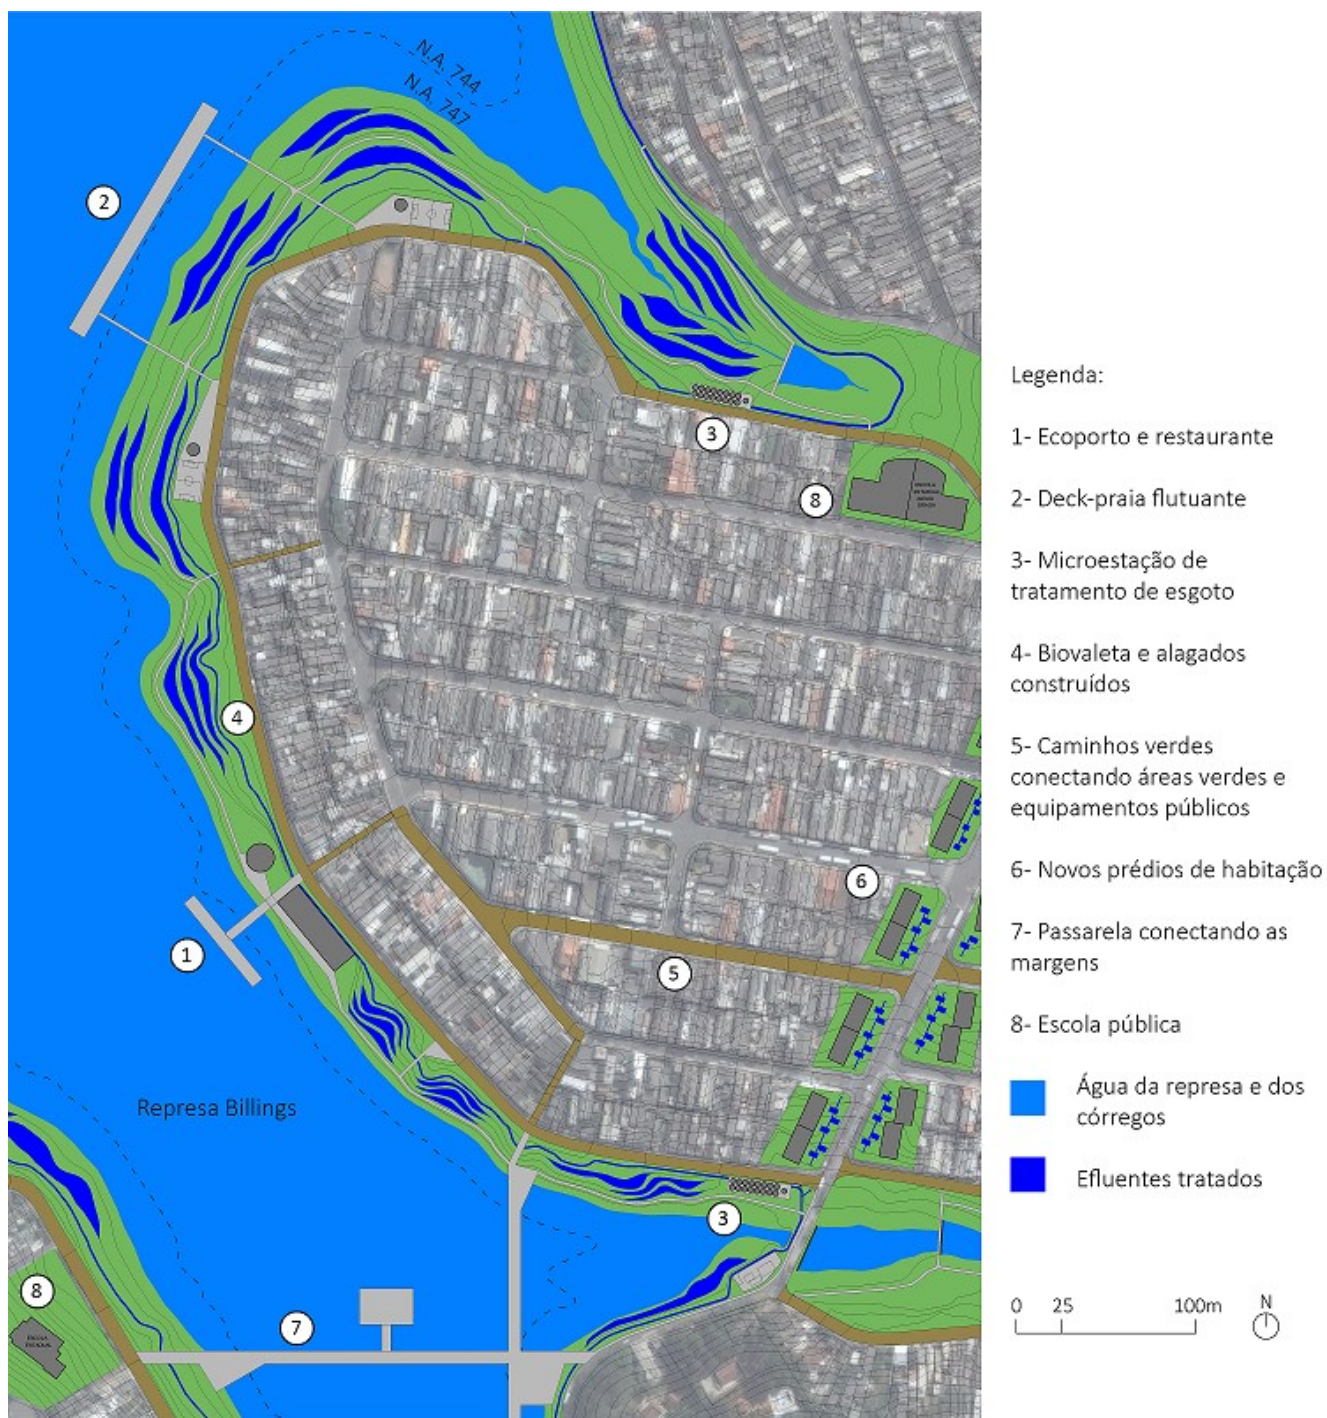 N.A. 744
N.A. 747
2
3
8
4
6
1
5
Represa Billings
3
8
7
Legenda:
1- Ecoporto e restaurante
2- Deck-praia flutuante
3- Microestação de
tratamento de esgoto
4- Biovaleta e alagados
construídos
5- Caminhos verdes
conectando áreas verdes e
equipamentos públicos
6- Novos prédios de habitação
7- Passarela conectando as
margens
8- Escola pública
Água da represa e dos
córregos
Efluentes tratados
0 25 100m
N